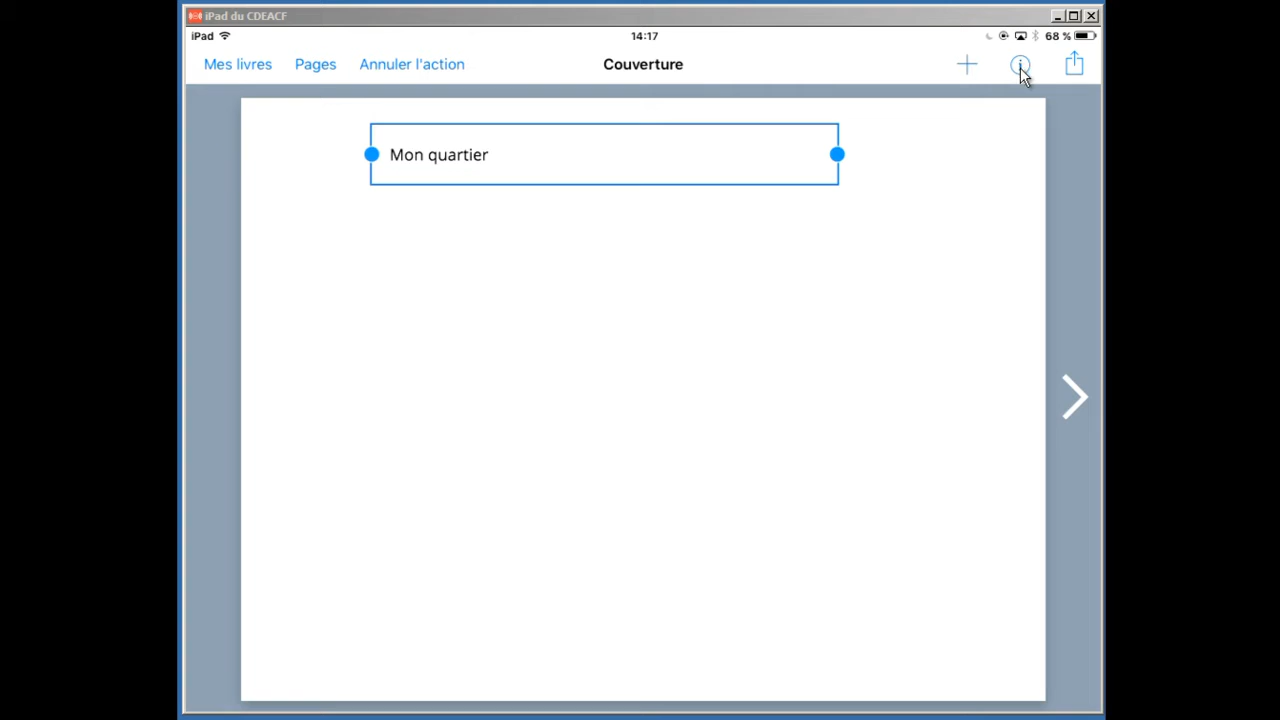 iPad du CDEACF
iPad 14:17 68 %
Mes livres Pages Annuler l'action Couverture
Mon quartier